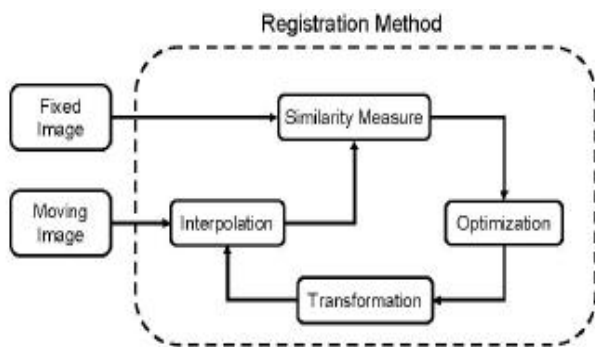 Registration Method
Fixed
Image
Similarity Measure
Moving
Image
Interpolation
Optimization
Transformation